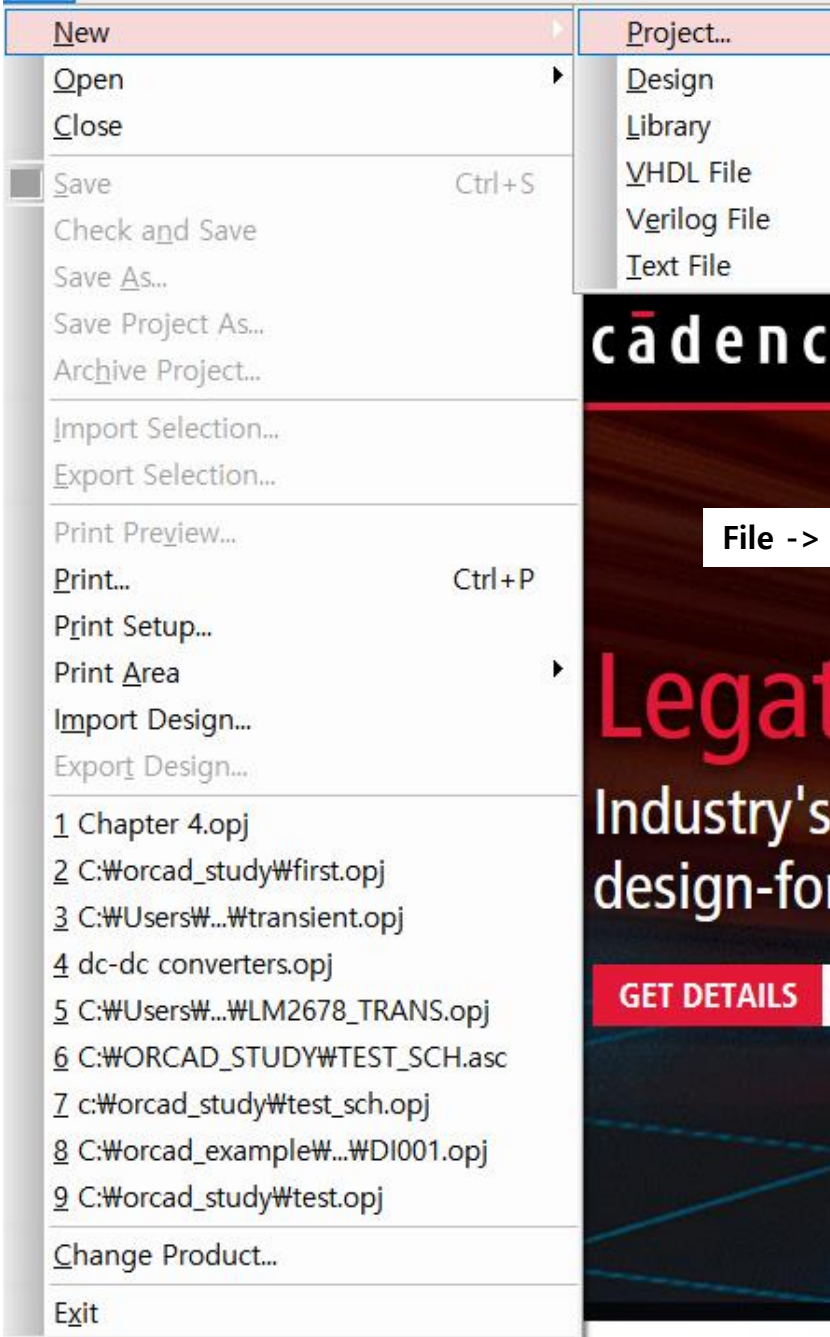 New
Open
Close
Save Ctrl+S
Check and Save
Save As...
Save Project As...
Archive Project...
Import Selection...
Export Selection...
Print Preview...
Print... Ctrl+P
Print Setup...
Print Area
Import Design...
Export Design...
1 Chapter 4.opj
2 C:₩orcad_study₩first.opj
3 C:₩Users₩...₩transient.opj
4 dc-dc converters.opj
5 C:₩Users₩...₩LM2678_TRANS.opj
6 C:₩ORCAD_STUDY₩TEST_SCH.asc
7 c:₩orcad_study₩test_sch.opj
8 C:₩orcad_example₩...₩DI001.opj
9 C:₩orcad_study₩test.opj
Change Product...
Exit
Project...
Design
Library
VHDL File
Verilog File
Text File
cādenc
File ->
Legat
Industry's
design-for
GET DETAILS